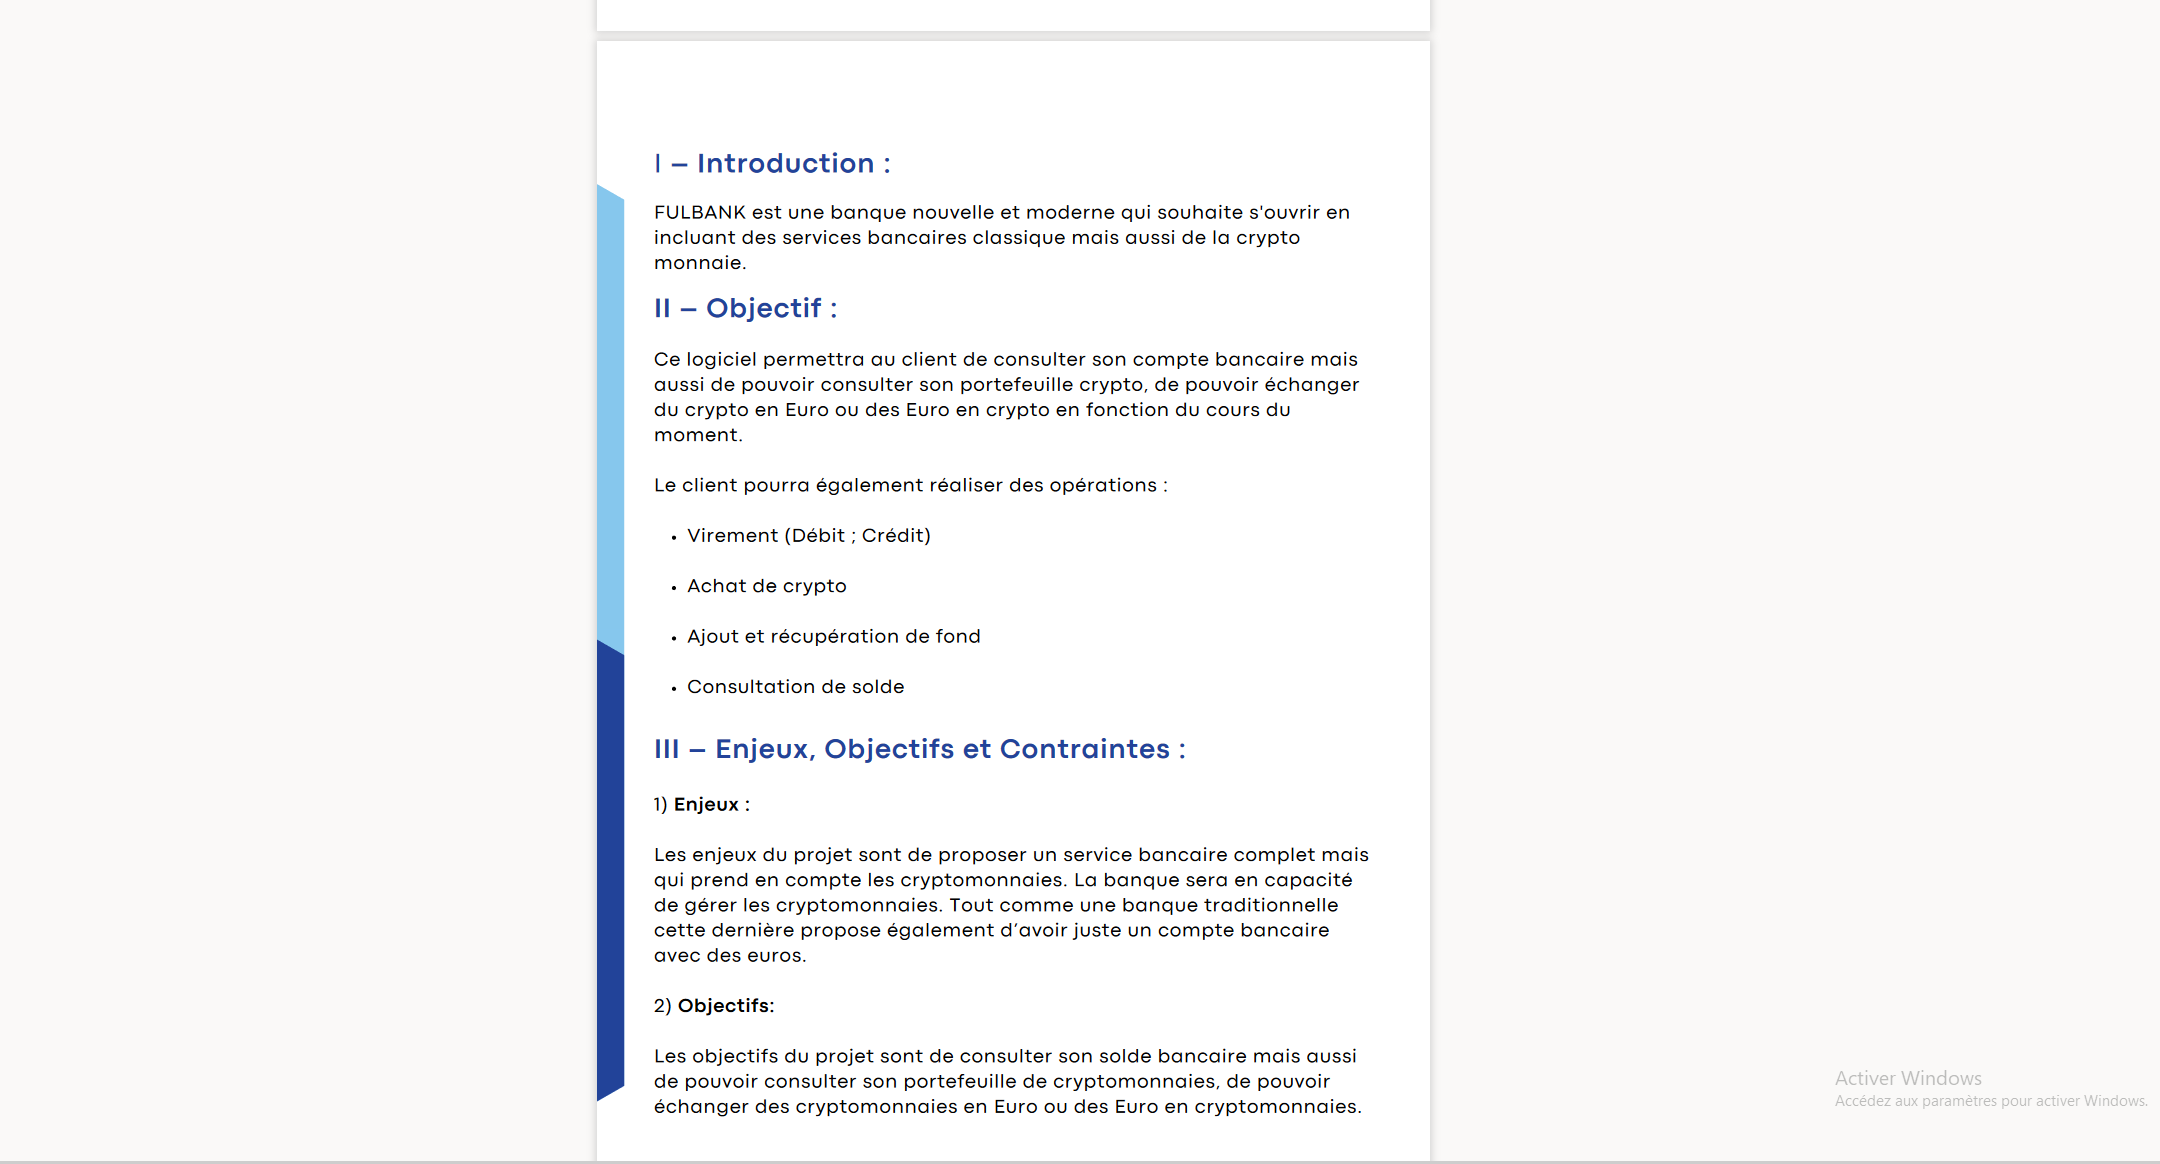 I – Introduction :
FULBANK est une banque nouvelle et moderne qui souhaite s'ouvrir en
incluant des services bancaires classique mais aussi de la crypto
monnaie.
II – Objectif :
Ce logiciel permettra au client de consulter son compte bancaire mais
aussi de pouvoir consulter son portefeuille crypto, de pouvoir échanger
du crypto en Euro ou des Euro en crypto en fonction du cours du
moment.
Le client pourra également réaliser des opérations :
• Virement (Débit ; Crédit)
• Achat de crypto
• Ajout et récupération de fond
• Consultation de solde
III – Enjeux, Objectifs et Contraintes :
1) Enjeux :
Les enjeux du projet sont de proposer un service bancaire complet mais
qui prend en compte les cryptomonnaies. La banque sera en capacité
de gérer les cryptomonnaies. Tout comme une banque traditionnelle
cette dernière propose également d’avoir juste un compte bancaire
avec des euros.
2) Objectifs:
Les objectifs du projet sont de consulter son solde bancaire mais aussi
de pouvoir consulter son portefeuille de cryptomonnaies, de pouvoir
échanger des cryptomonnaies en Euro ou des Euro en cryptomonnaies.
Activer Windows
Accédez aux paramètres pour activer Windows.